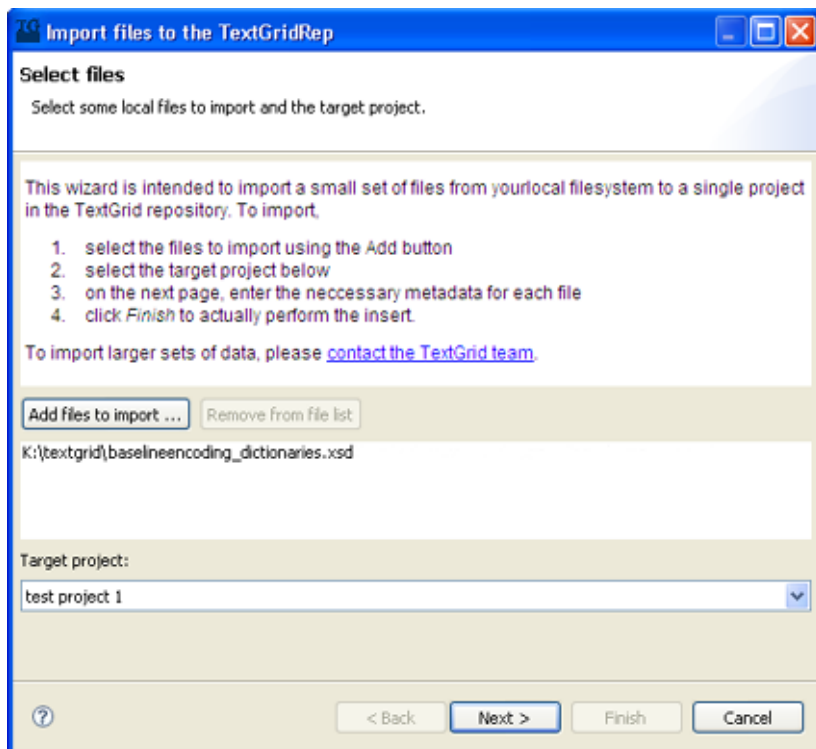 TG Import files to the TextGridRep
Select files
Select some local files to import and the target project.
This wizard is intended to import a small set of files from yourlocal filesystem to a single project
in the TextGrid repository. To import,
1. select the files to import using the Add button
2. select the target project below
3. on the next page, enter the neccessary metadata for each file
4. click Finish to actually perform the insert.
To import larger sets of data, please contact the TextGrid team.
Add files to import ... Remove from file list
K:\textgrid\baselineencoding_dictionaries.xsd
Target project:
test project 1
? < Back Next > Finish Cancel